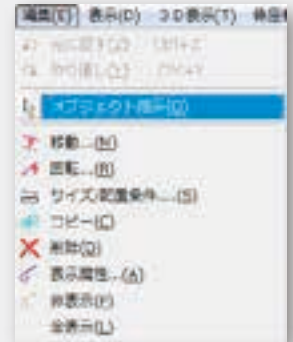 編集(E) 表示(D) 3D表示(T)
元に戻す(U) Ctrl+Z
やり直し(R) Ctrl+Y
オブジェクト指示(O)
移動...(M)
回転...(R)
サイズ/配置条件...(S)
コピー(C)
削除(D)
表示属性...(A)
非表示(P)
全表示(L)